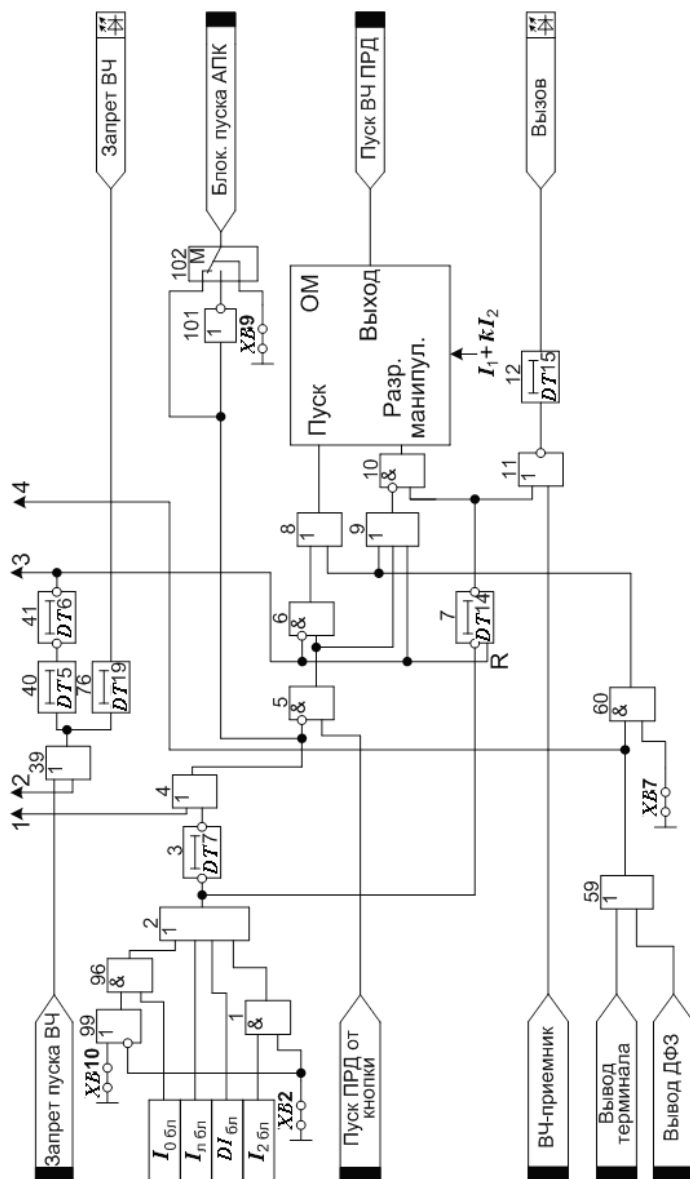 Запрет пуска ВЧ
39
1
1
2
40
DT5
41
DT6
76
DT19
3
4
Запрет ВЧ
XB10
99
1
96
&
I0 бл
Iл бл
DI бл
I2 бл
1
&
XB2
2
1
3
DT7
4
1
101
1
102
M
XB9
Блок. пуска АПК
Пуск ПРД от
кнопки
5
&
6
&
8
1
9
1
10
&
7
DT14
R
Пуск
ОМ
Выход
Разр.
манипул.
I1 + kI2
Пуск ВЧ ПРД
ВЧ-приемник
11
1
12
DT15
Вызов
Вывод
терминала
Вывод ДФЗ
59
1
60
&
XB7